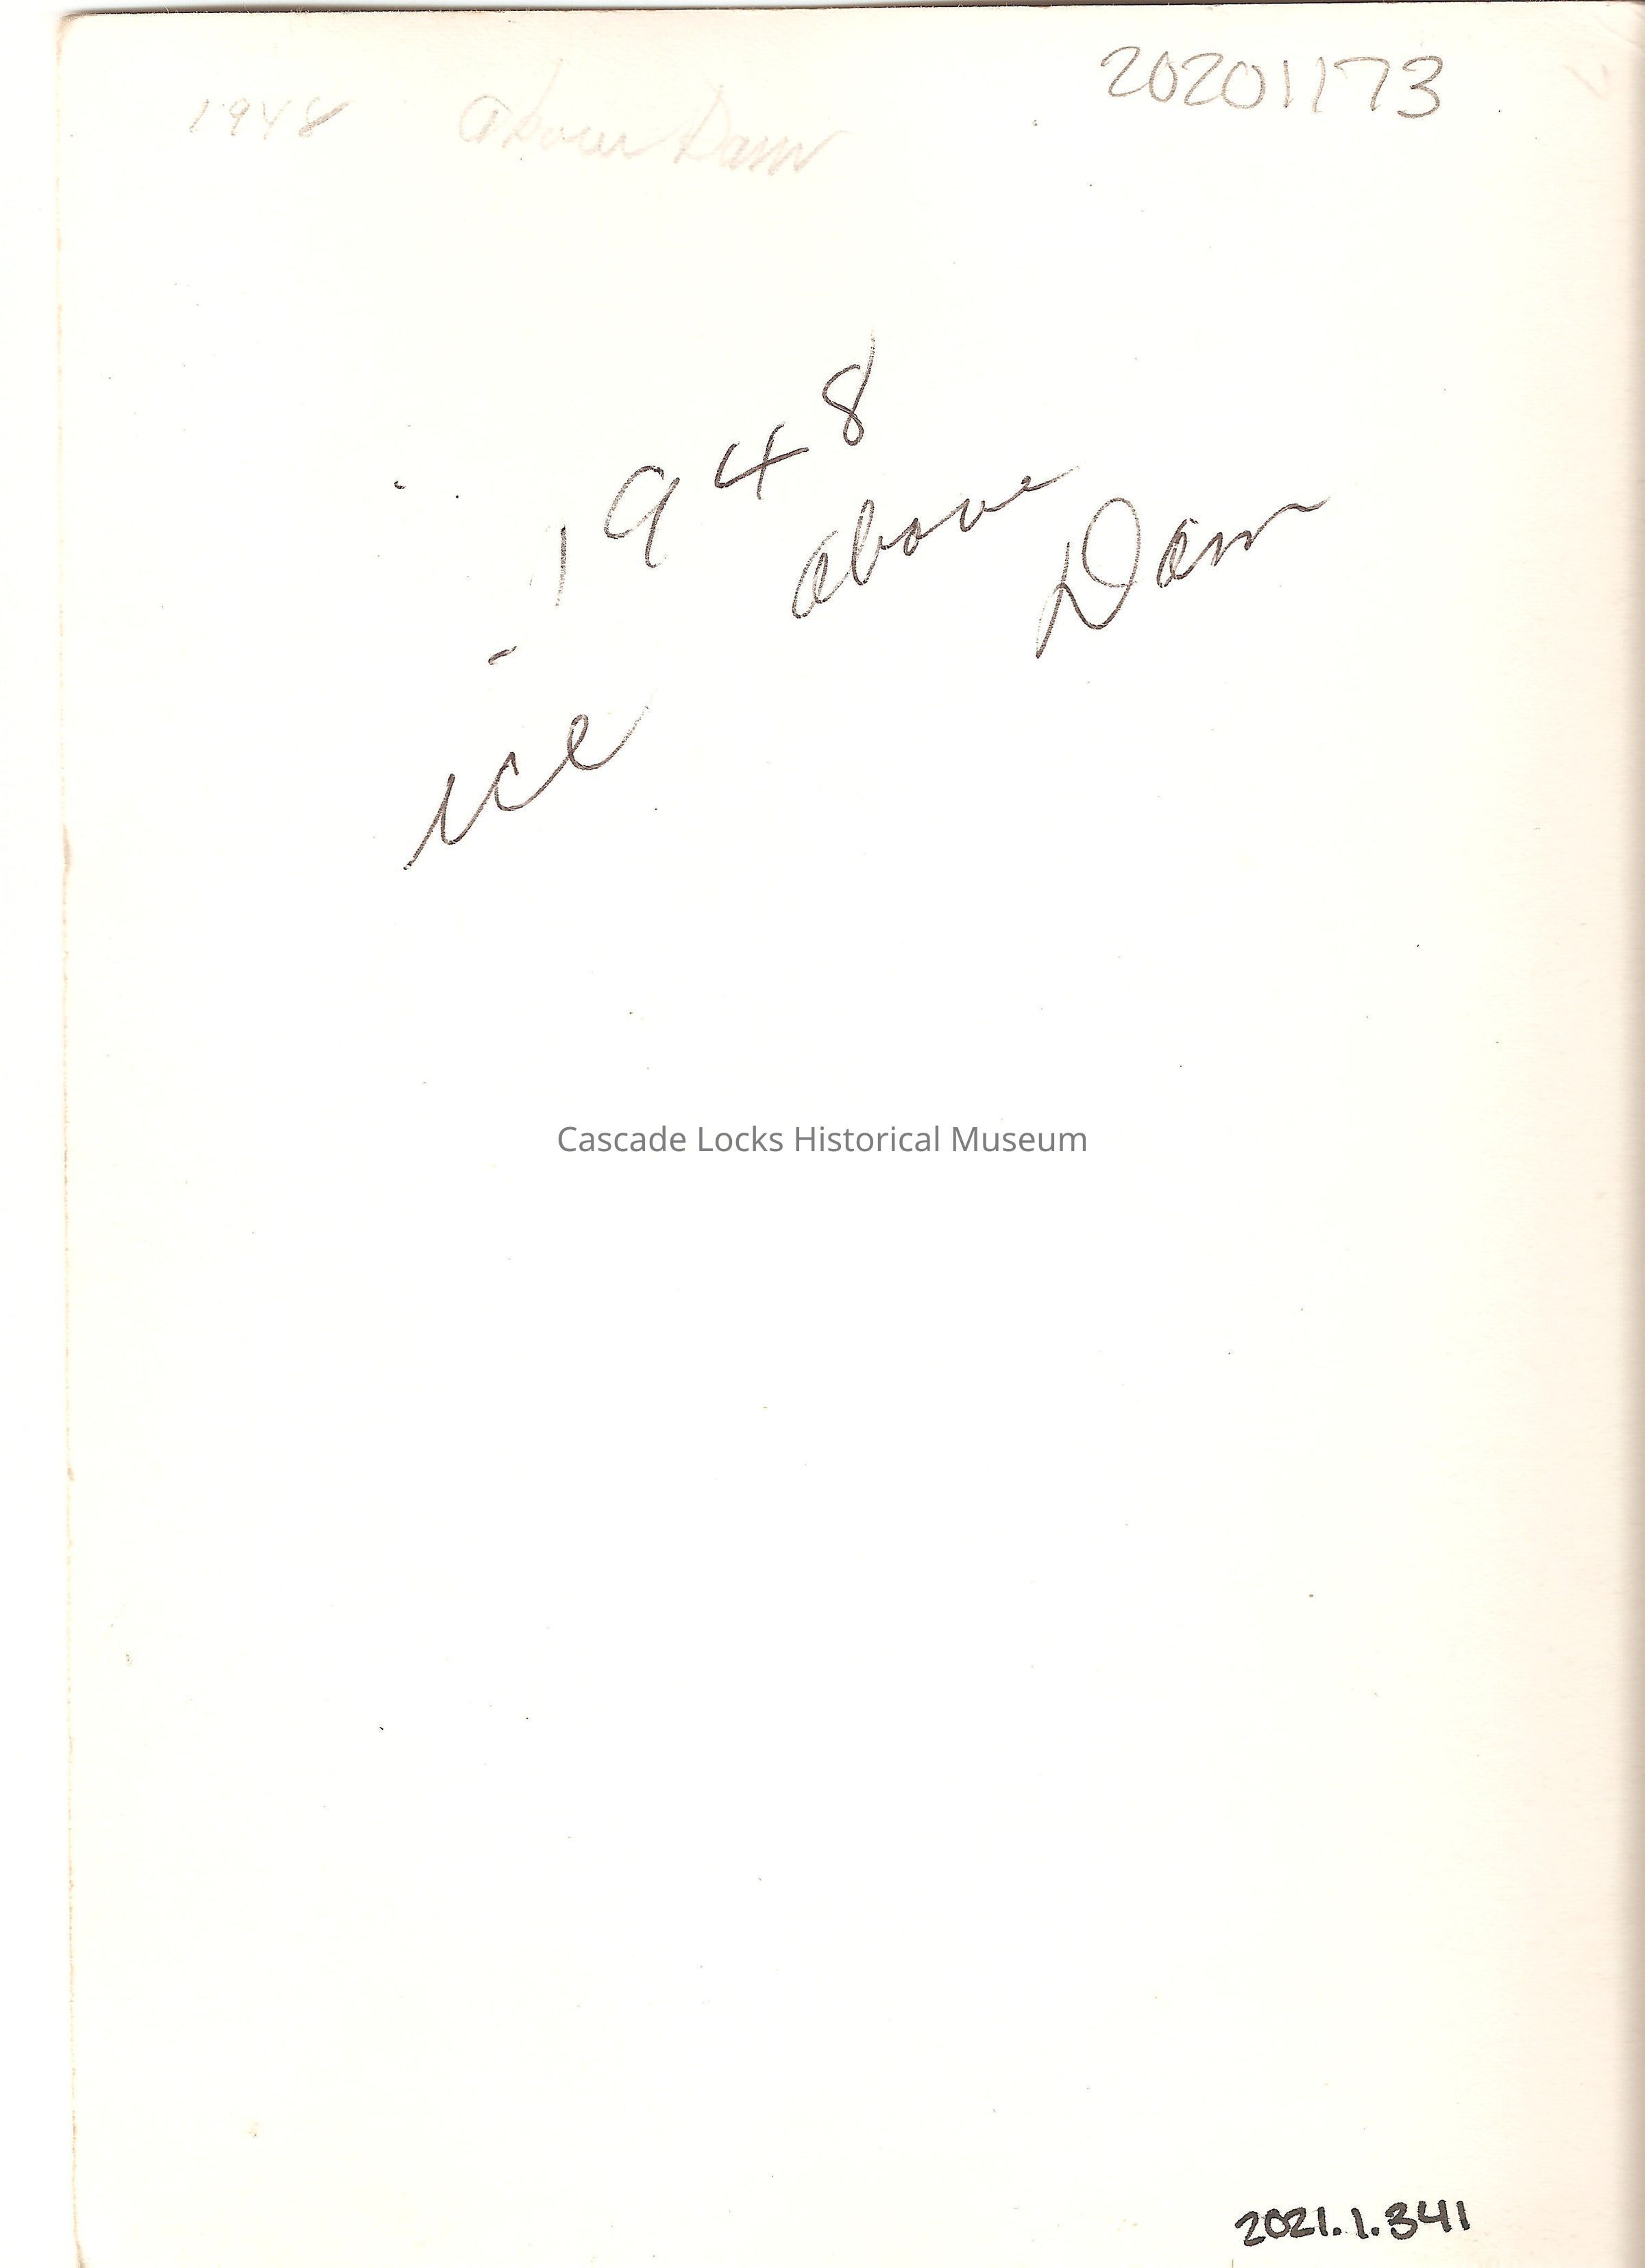 20201173
1948 above Dam
1948
ice above Dam
Cascade Locks Historical Museum
2021.1.341